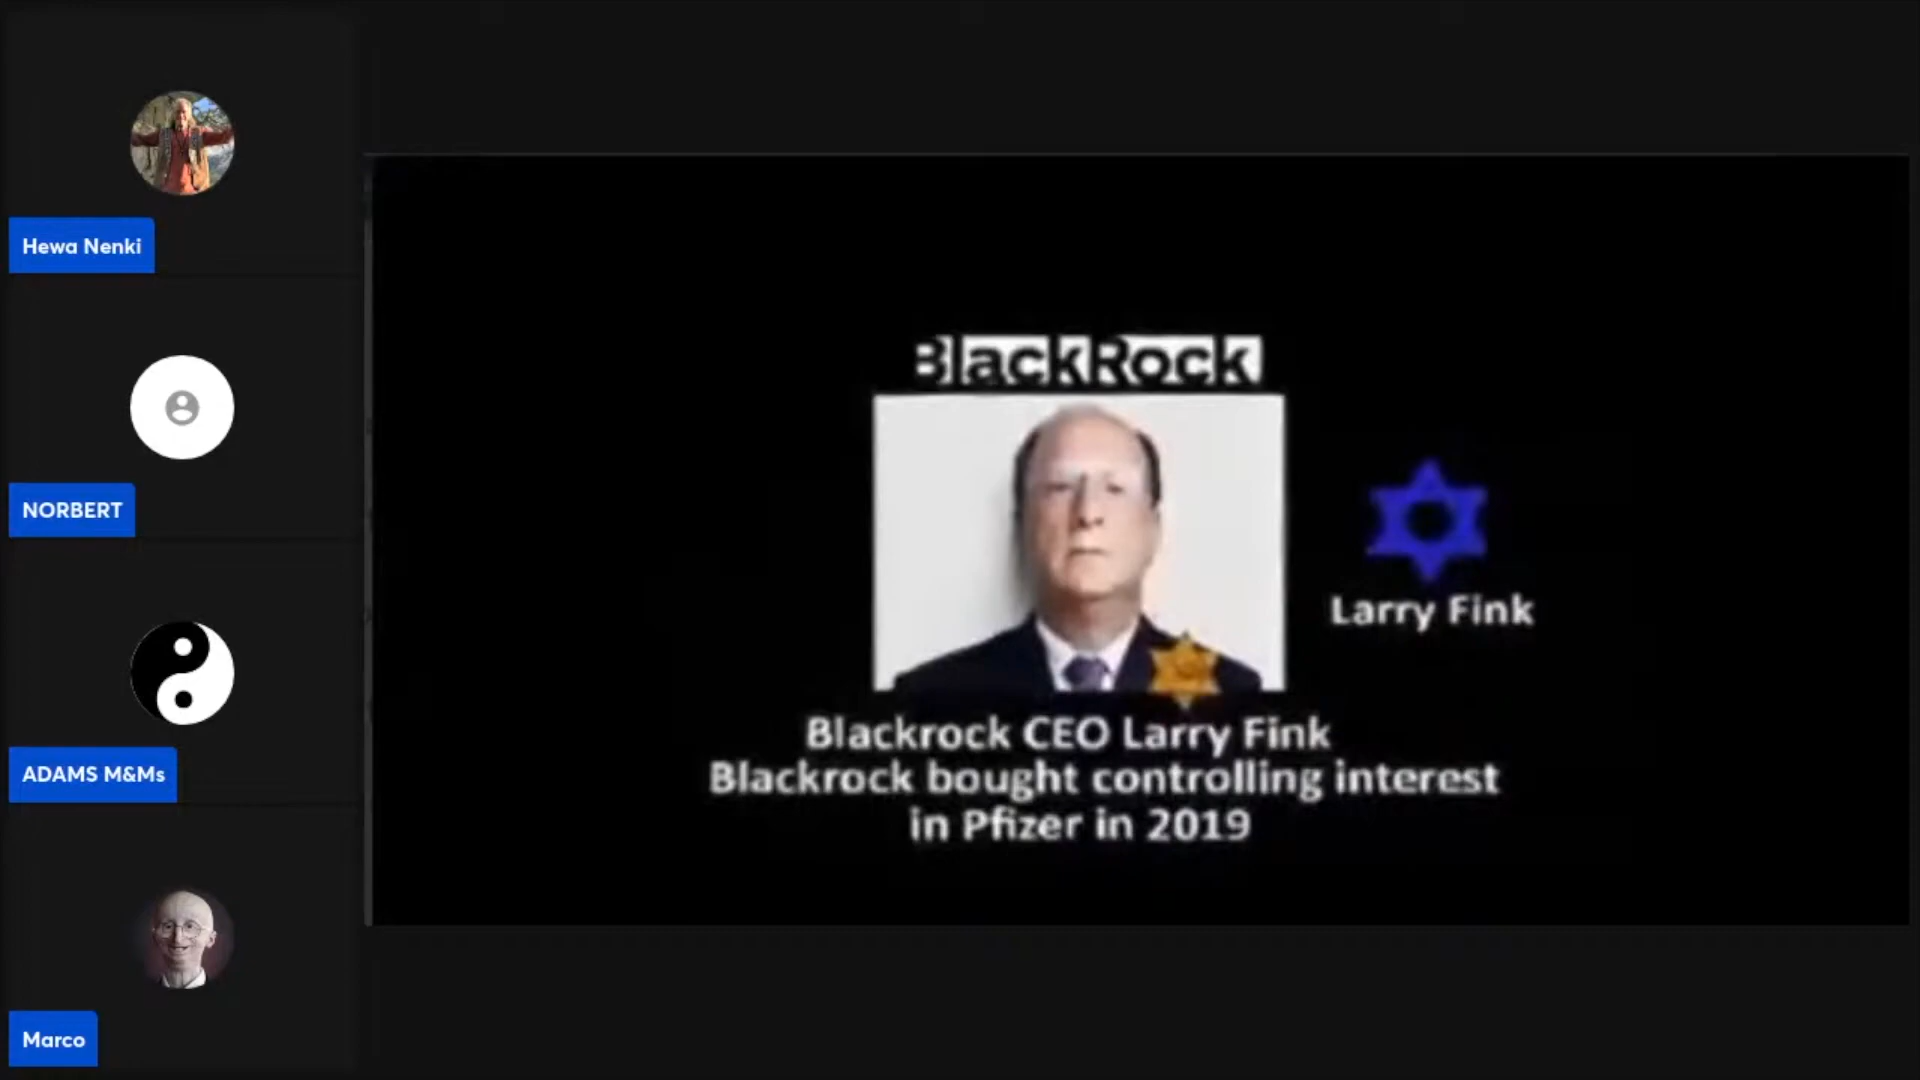 Hewa Nenki
NORBERT
ADAMS M&Ms
Marco
BlackRock
Larry Fink
Blackrock CEO Larry Fink
Blackrock bought controlling interest
in Pfizer in 2019